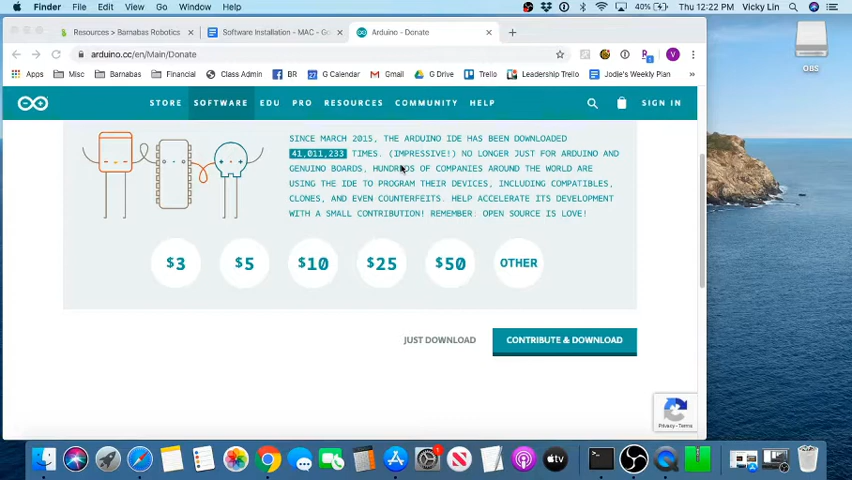 Finder File Edit View Go Window Help 40% Thu 12:22 PM Vicky Lin
Resources > Barnabas Robotics Software Installation - MAC - Go Arduino - Donate
arduino.cc/en/Main/Donate
Apps Misc Barnabas Financial Class Admin BR G Calendar Gmail G Drive Trello Leadership Trello Jodie's Weekly Plan
OBS
STORE SOFTWARE EDU PRO RESOURCES COMMUNITY HELP SIGN IN
SINCE MARCH 2015, THE ARDUINO IDE HAS BEEN DOWNLOADED
41,011,233 TIMES. (IMPRESSIVE!) NO LONGER JUST FOR ARDUINO AND
GENUINO BOARDS, HUNDREDS OF COMPANIES AROUND THE WORLD ARE
USING THE IDE TO PROGRAM THEIR DEVICES, INCLUDING COMPATIBLES,
CLONES, AND EVEN COUNTERFEITS. HELP ACCELERATE ITS DEVELOPMENT
WITH A SMALL CONTRIBUTION! REMEMBER: OPEN SOURCE IS LOVE!
$3 $5 $10 $25 $50 OTHER
JUST DOWNLOAD CONTRIBUTE & DOWNLOAD
Privacy - Terms
tv